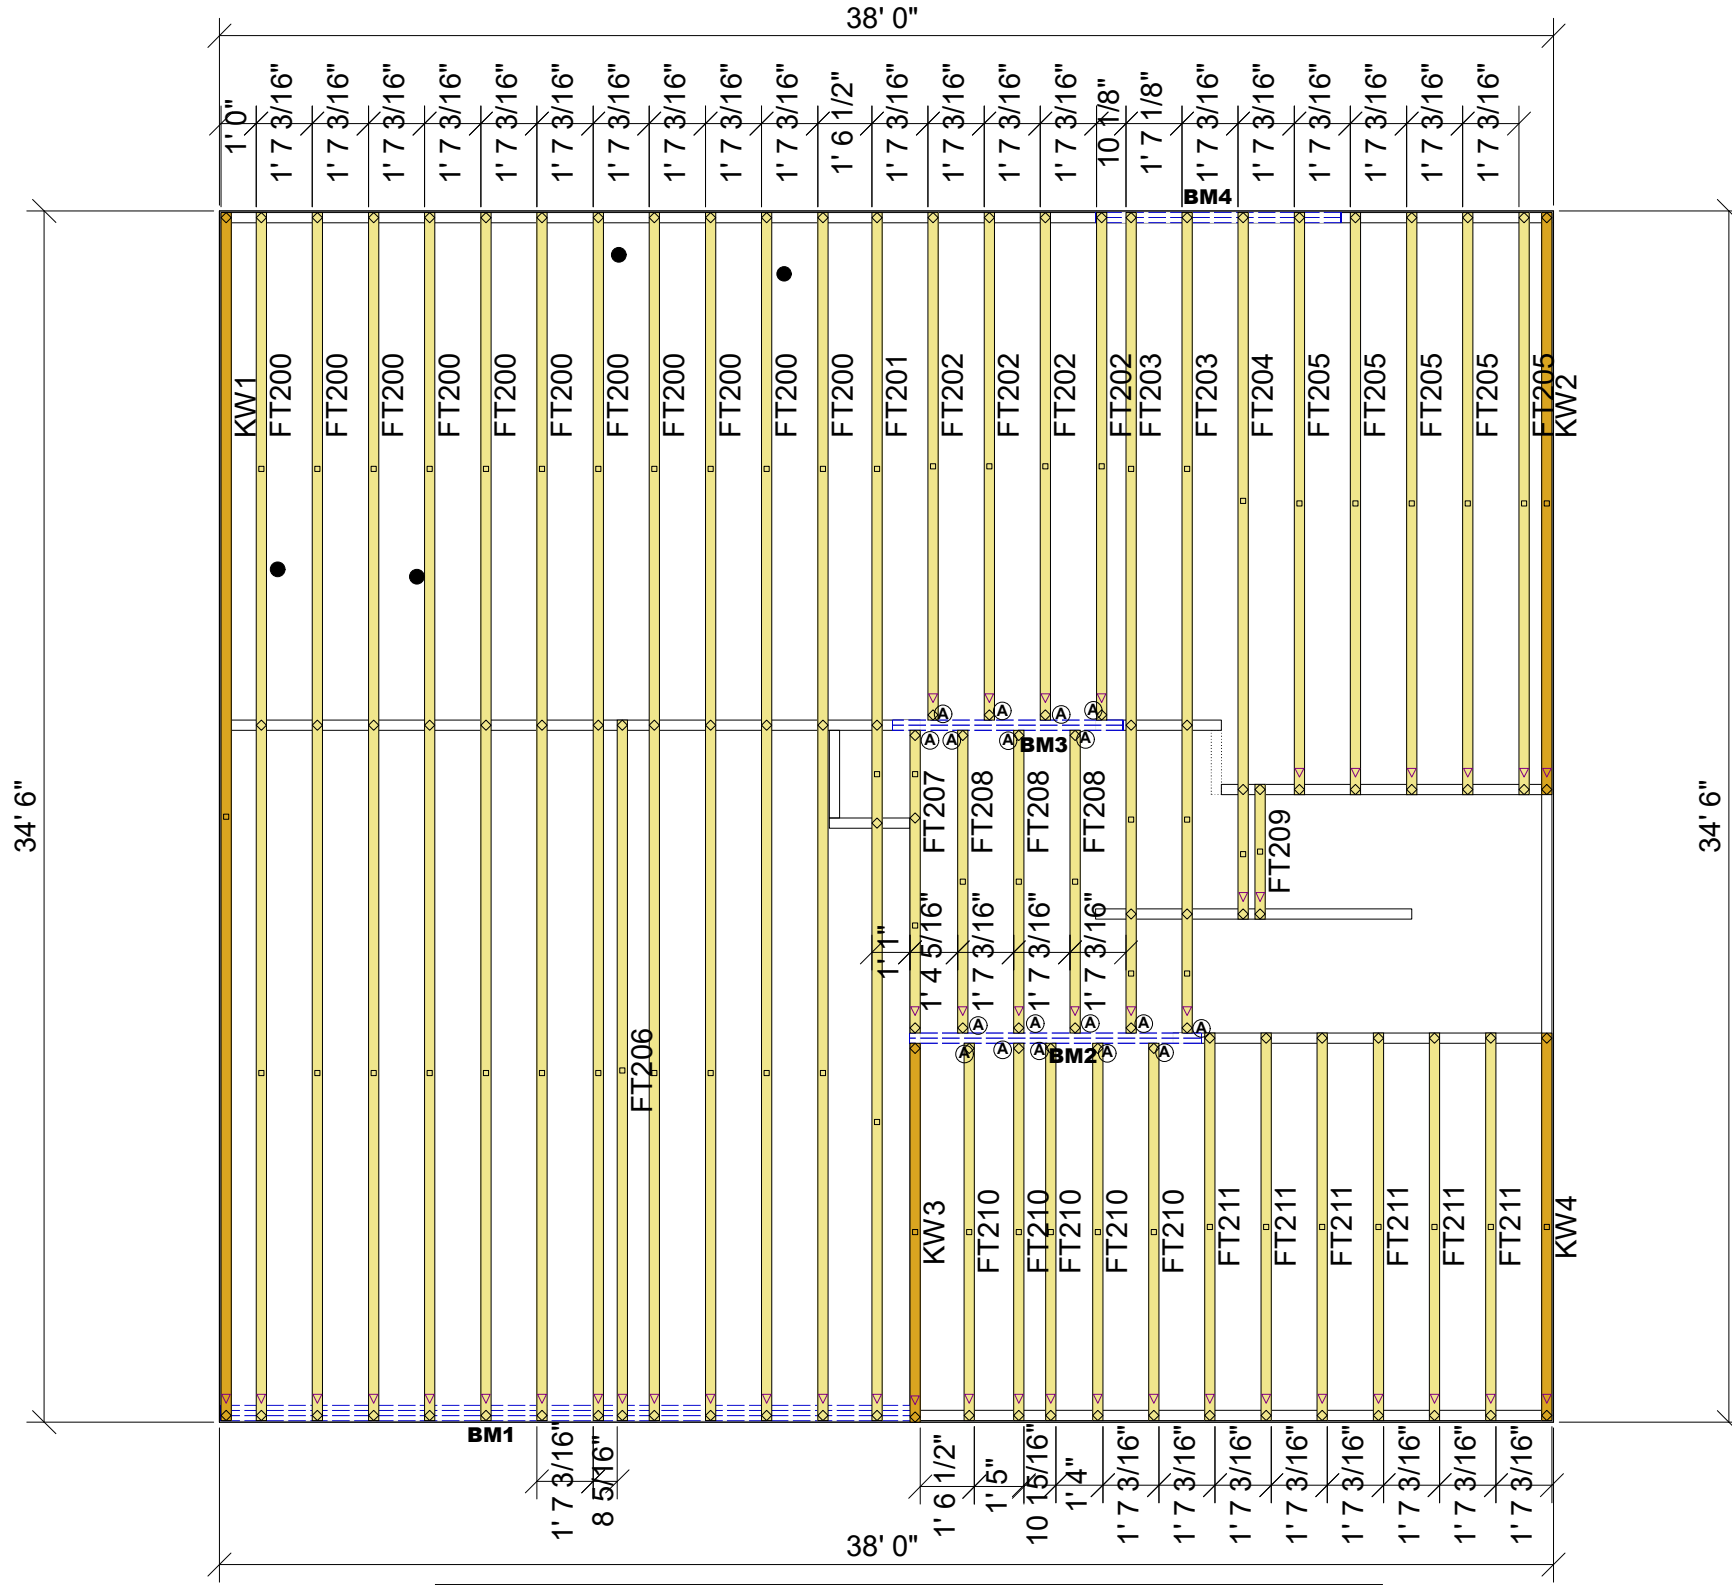 38' 0"
1' 0"
1' 7 3/16"
1' 7 3/16"
1' 7 3/16"
1' 7 3/16"
1' 7 3/16"
1' 7 3/16"
1' 7 3/16"
1' 7 3/16"
1' 7 3/16"
1' 7 3/16"
1' 6 1/2"
1' 7 3/16"
1' 7 3/16"
1' 7 3/16"
1' 7 3/16"
10 1/8"
1' 7 1/8"
1' 7 3/16"
1' 7 3/16"
1' 7 3/16"
1' 7 3/16"
1' 7 3/16"
1' 7 3/16"
BM4
KW1
FT200
FT200
FT200
FT200
FT200
FT200
FT200
FT200
FT200
FT200
FT200
FT201
FT202
FT202
FT202
FT202
FT203
FT203
FT204
FT205
FT205
FT205
FT205
FT205
KW2
A
A
A
A
A
A
A
BM3
A
34' 6"
34' 6"
FT207
FT208
FT208
FT208
FT209
1' 1"
1' 4 5/16"
1' 7 3/16"
1' 7 3/16"
1' 7 3/16"
A
A
A
A
A
A
A
A
BM2
A
A
FT206
KW3
FT210
FT210
FT210
FT210
FT210
FT211
FT211
FT211
FT211
FT211
FT211
KW4
BM1
1' 7 3/16"
8 5/16"
1' 6 1/2"
1' 5"
10 15/16"
1' 4"
1' 7 3/16"
1' 7 3/16"
1' 7 3/16"
1' 7 3/16"
1' 7 3/16"
1' 7 3/16"
1' 7 3/16"
1' 7 3/16"
38' 0"